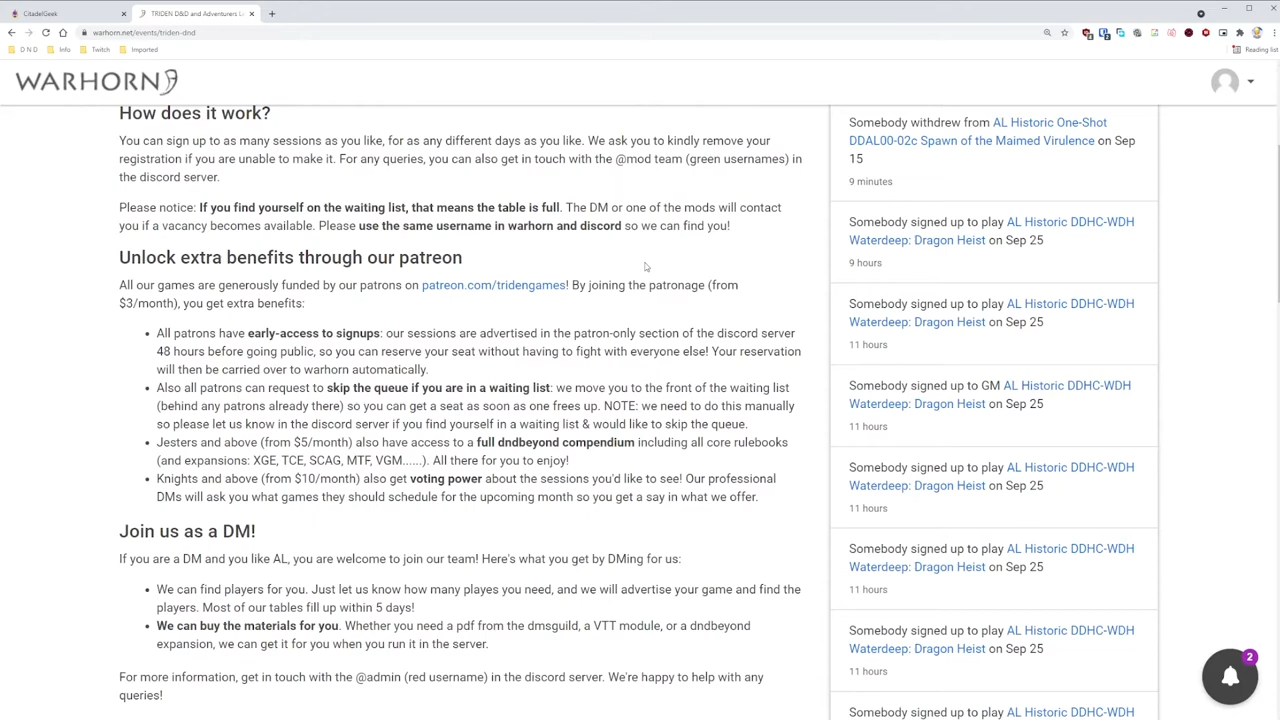 CitadelGeek
TRIDEN D&D and Adventurers L
warhorn.net/events/triden-dnd
D N D
Info
Twitch
Imported
Reading list
WARHORN
How does it work?
You can sign up to as many sessions as you like, for as any different days as you like. We ask you to kindly remove your
registration if you are unable to make it. For any queries, you can also get in touch with the @mod team (green usernames) in
the discord server.
Please notice: If you find yourself on the waiting list, that means the table is full. The DM or one of the mods will contact
you if a vacancy becomes available. Please use the same username in warhorn and discord so we can find you!
Unlock extra benefits through our patreon
All our games are generously funded by our patrons on patreon.com/tridengames! By joining the patronage (from
$3/month), you get extra benefits:
• All patrons have early-access to signups: our sessions are advertised in the patron-only section of the discord server
48 hours before going public, so you can reserve your seat without having to fight with everyone else! Your reservation
will then be carried over to warhorn automatically.
• Also all patrons can request to skip the queue if you are in a waiting list: we move you to the front of the waiting list
(behind any patrons already there) so you can get a seat as soon as one frees up. NOTE: we need to do this manually
so please let us know in the discord server if you find yourself in a waiting list & would like to skip the queue.
• Jesters and above (from $5/month) also have access to a full dndbeyond compendium including all core rulebooks
(and expansions: XGE, TCE, SCAG, MTF, VGM......). All there for you to enjoy!
• Knights and above (from $10/month) also get voting power about the sessions you'd like to see! Our professional
DMs will ask you what games they should schedule for the upcoming month so you get a say in what we offer.
Join us as a DM!
If you are a DM and you like AL, you are welcome to join our team! Here's what you get by DMing for us:
• We can find players for you. Just let us know how many playes you need, and we will advertise your game and find the
players. Most of our tables fill up within 5 days!
• We can buy the materials for you. Whether you need a pdf from the dmsguild, a VTT module, or a dndbeyond
expansion, we can get it for you when you run it in the server.
For more information, get in touch with the @admin (red username) in the discord server. We're happy to help with any
queries!
Somebody withdrew from AL Historic One-Shot
DDAL00-02c Spawn of the Maimed Virulence on Sep
15
9 minutes
Somebody signed up to play AL Historic DDHC-WDH
Waterdeep: Dragon Heist on Sep 25
9 hours
Somebody signed up to play AL Historic DDHC-WDH
Waterdeep: Dragon Heist on Sep 25
11 hours
Somebody signed up to GM AL Historic DDHC-WDH
Waterdeep: Dragon Heist on Sep 25
11 hours
Somebody signed up to play AL Historic DDHC-WDH
Waterdeep: Dragon Heist on Sep 25
11 hours
Somebody signed up to play AL Historic DDHC-WDH
Waterdeep: Dragon Heist on Sep 25
11 hours
Somebody signed up to play AL Historic DDHC-WDH
Waterdeep: Dragon Heist on Sep 25
11 hours
Somebody signed up to play AL Historic DDHC-WDH
2